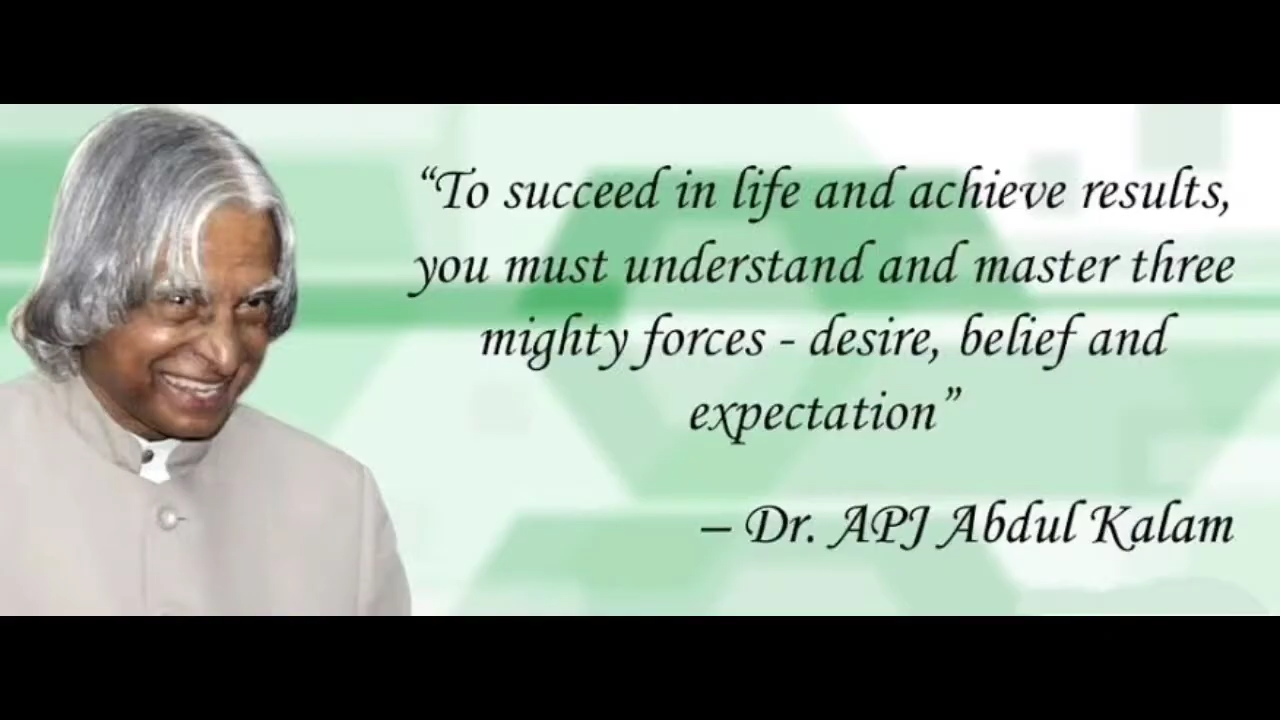 “To succeed in life and achieve results,
you must understand and master three
mighty forces - desire, belief and
expectation”
– Dr. APJ Abdul Kalam